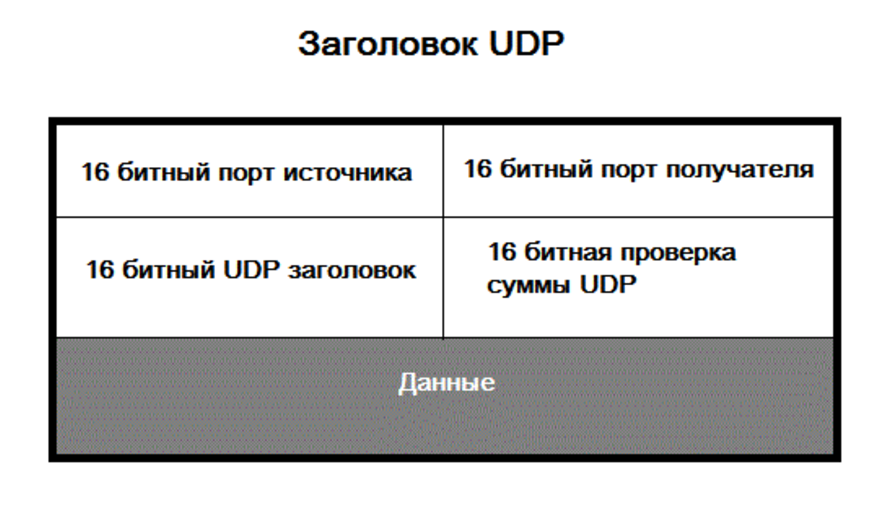 Заголовок UDP
16 битный порт источника
16 битный порт получателя
16 битный UDP заголовок
16 битная проверка
суммы UDP
Данные